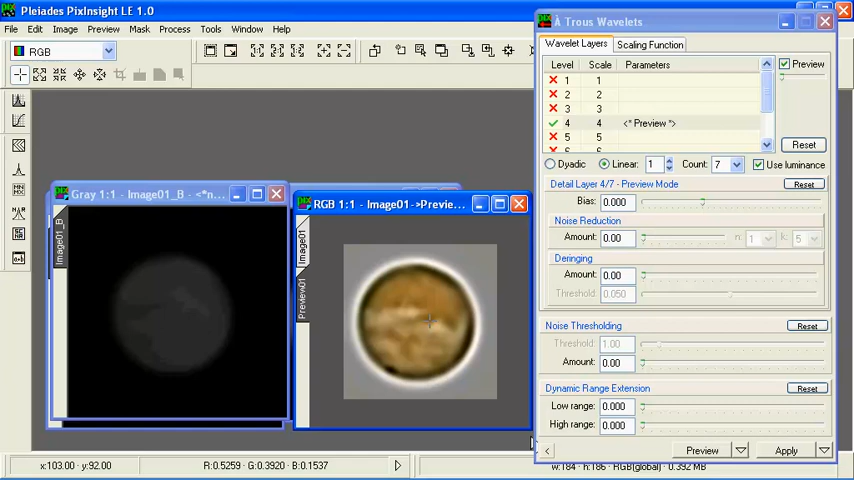 Pleiades PixInsight LE 1.0
File Edit Image Preview Mask Process Tools Window Help
RGB
À Trous Wavelets
Wavelet Layers Scaling Function
Level Scale Parameters
Preview
1 1
2 2
3 3
4 4 <* Preview *>
5 5
Reset
Dyadic Linear: 1 Count: 7 Use luminance
Detail Layer 4/7 - Preview Mode Reset
Bias: 0.000
Noise Reduction
Amount: 0.00 n: 1 k: 5
Deringing
Amount: 0.00
Threshold: 0.050
Noise Thresholding Reset
Threshold: 1.00
Amount: 0.00
Dynamic Range Extension Reset
Low range: 0.000
High range: 0.000
Preview Apply
Gray 1:1 - Image01_B - <*n...
Image01_B
RGB 1:1 - Image01->Previe...
Image01
Preview01
x:103.00 y:92.00 R:0.5259 G:0.3920 B:0.1537 w:184 h:186 RGB(global) 0.392 MB